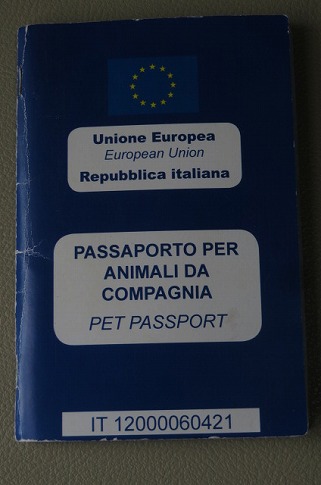 Unione Europea
European Union
Repubblica italiana
PASSAPORTO PER
ANIMALI DA
COMPAGNIA
PET PASSPORT
IT 12000060421